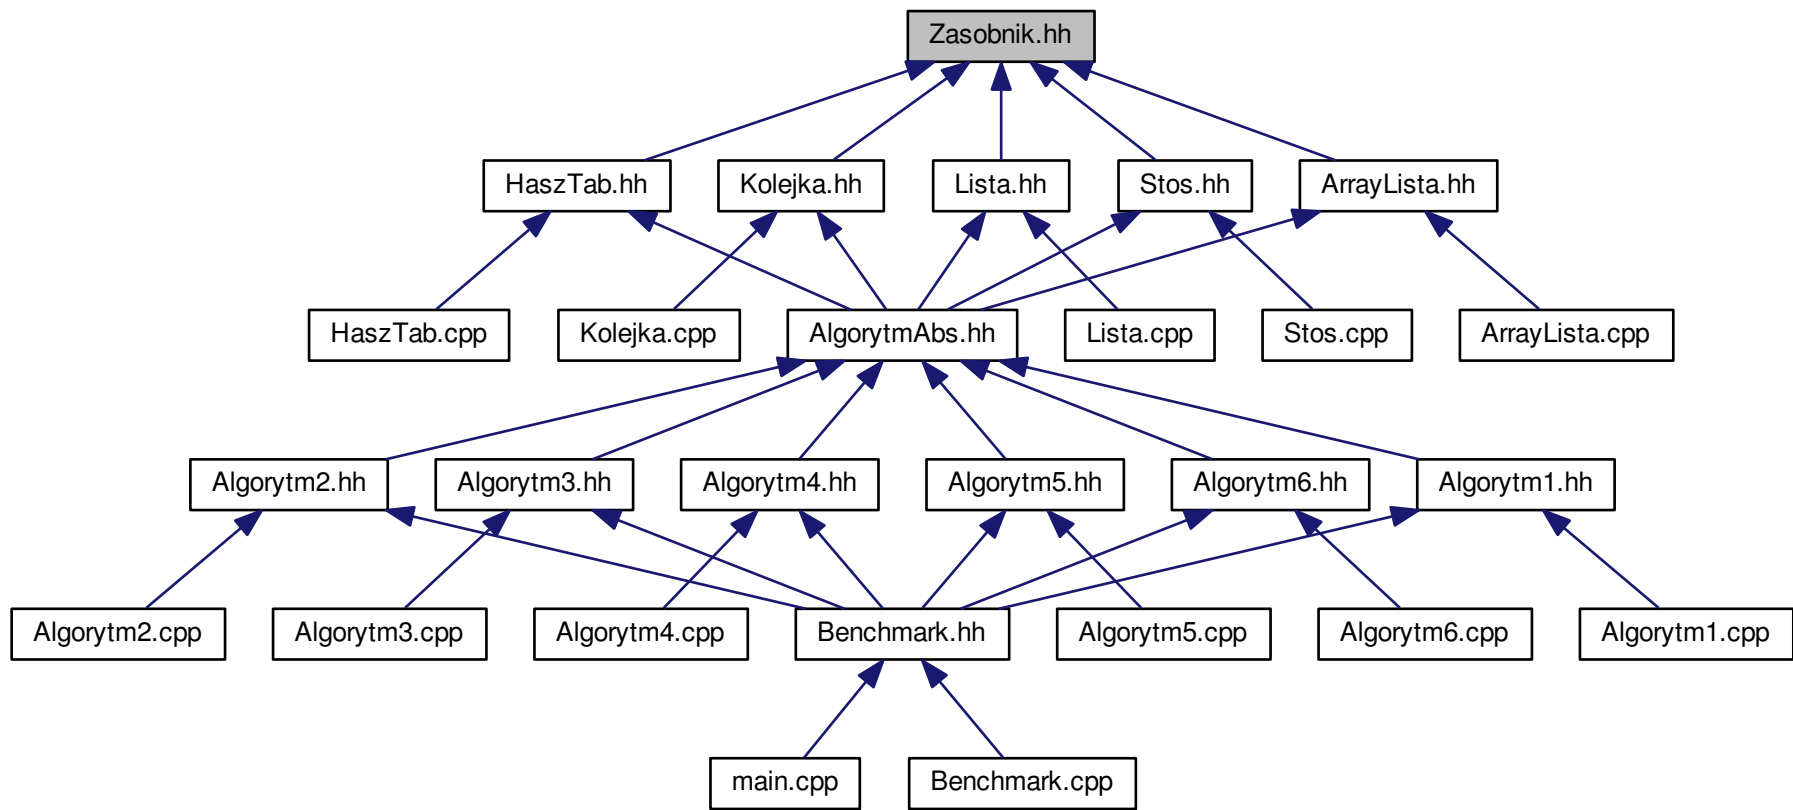 Zasobnik.hh
HaszTab.hh
Kolejka.hh
Lista.hh
Stos.hh
ArrayLista.hh
HaszTab.cpp
Kolejka.cpp
AlgorytmAbs.hh
Lista.cpp
Stos.cpp
ArrayLista.cpp
Algorytm2.hh
Algorytm3.hh
Algorytm4.hh
Algorytm5.hh
Algorytm6.hh
Algorytm1.hh
Algorytm2.cpp
Algorytm3.cpp
Algorytm4.cpp
Benchmark.hh
Algorytm5.cpp
Algorytm6.cpp
Algorytm1.cpp
main.cpp
Benchmark.cpp